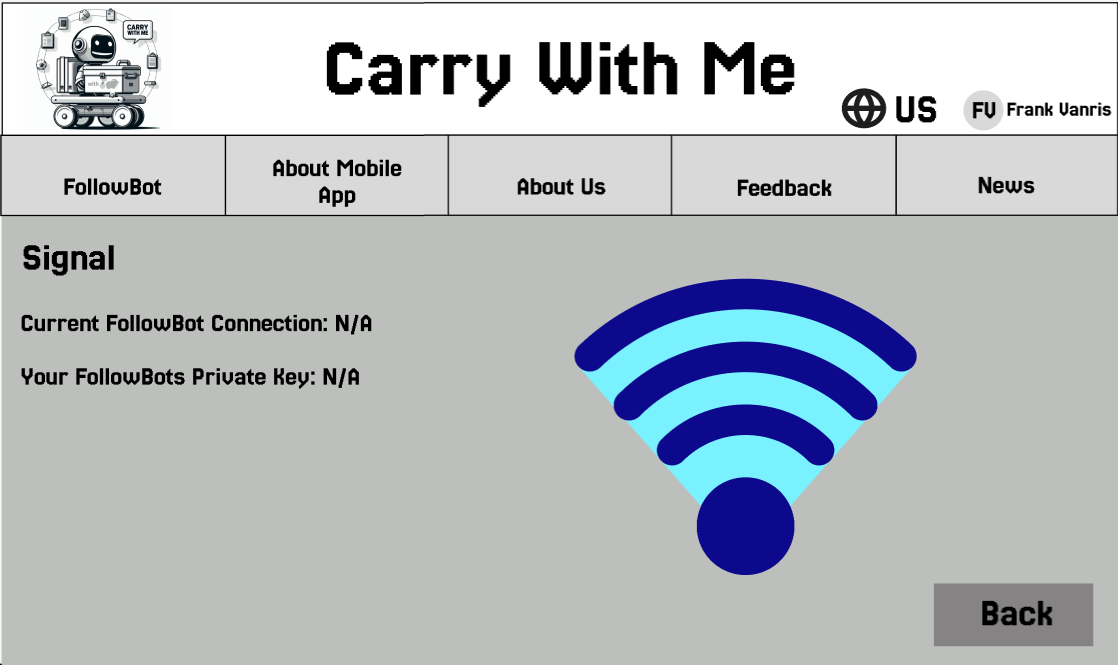 CARRY
WITH ME
Carry With Me
US
FV
Frank Vanris
FollowBot
About Mobile
App
About Us
Feedback
News
Signal
Current FollowBot Connection: N/A
Your FollowBots Private Key: N/A
Back